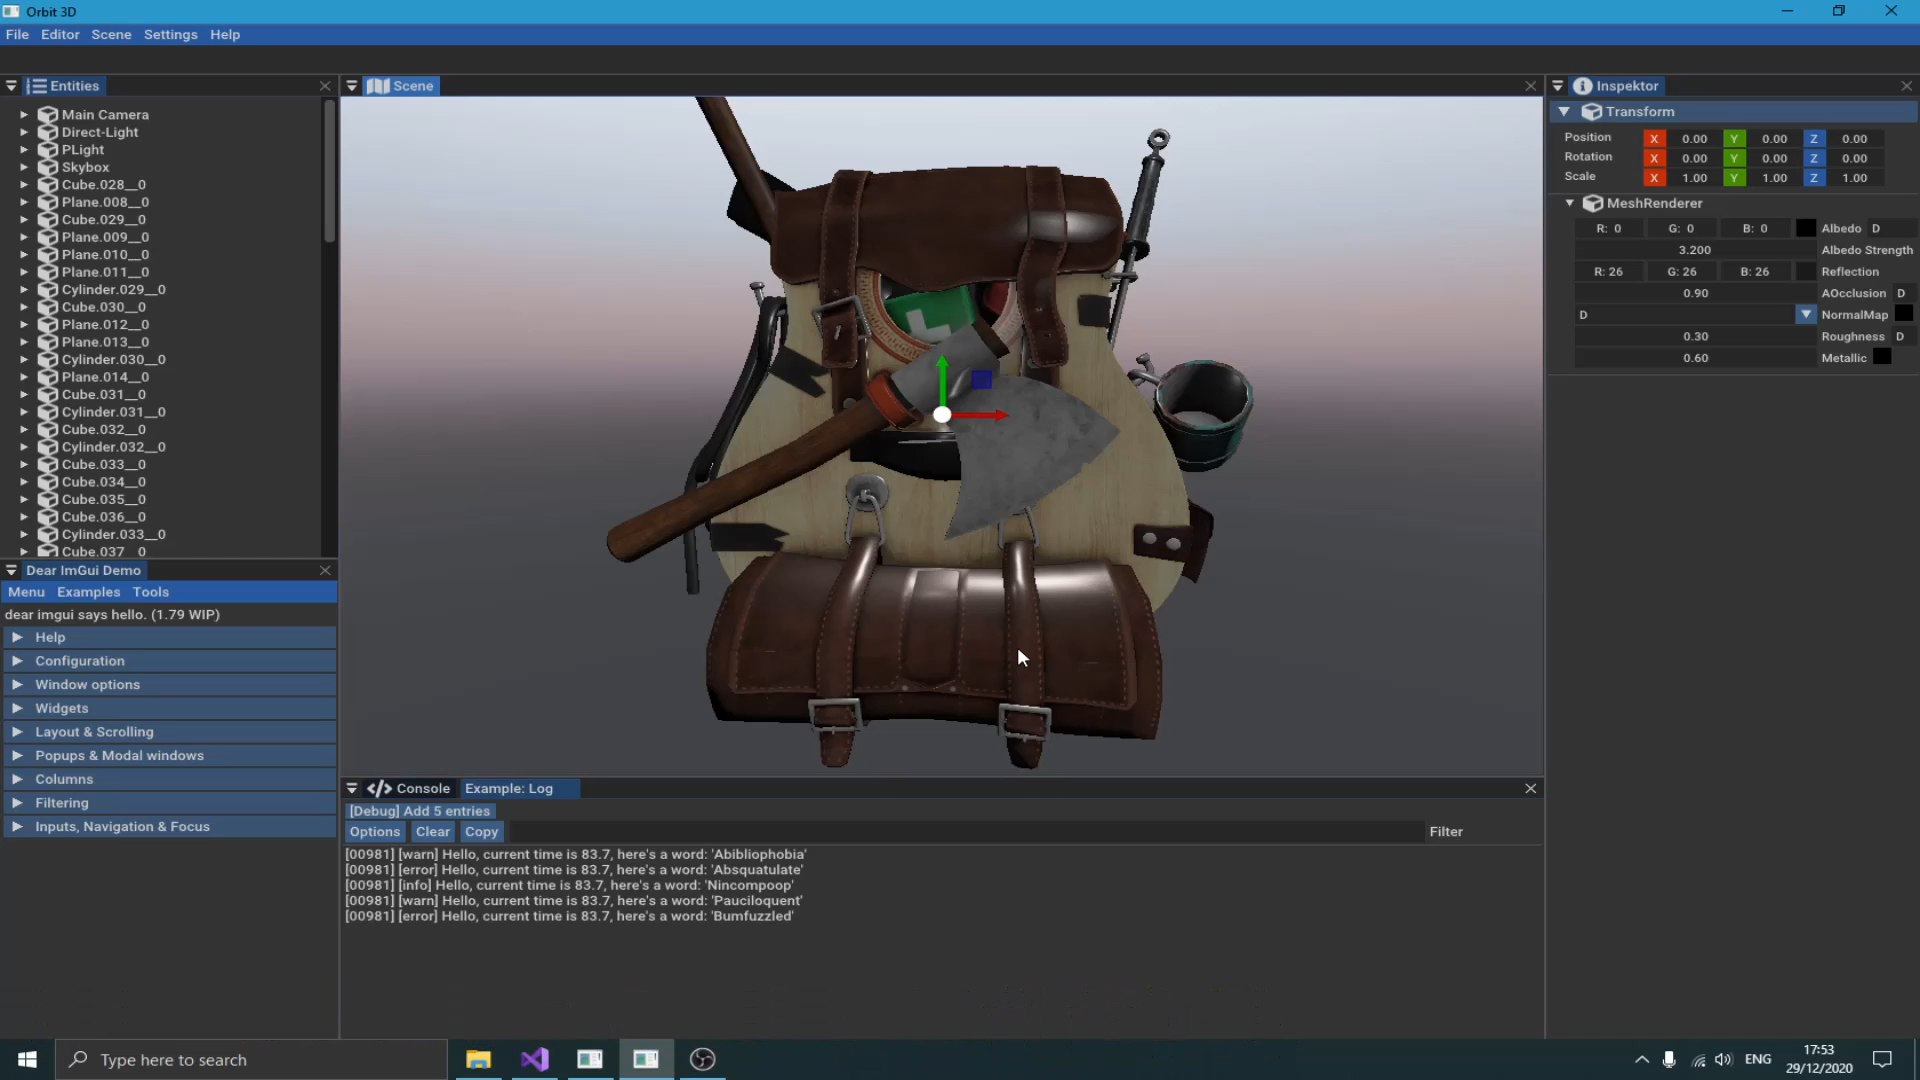 Orbit 3D
File Editor Scene Settings Help
Entities
Main Camera
Direct-Light
PLight
Skybox
Cube.028__0
Plane.008__0
Cube.029__0
Plane.009__0
Plane.010__0
Plane.011__0
Cylinder.029__0
Cube.030__0
Plane.012__0
Plane.013__0
Cylinder.030__0
Plane.014__0
Cube.031__0
Cylinder.031__0
Cube.032__0
Cylinder.032__0
Cube.033__0
Cube.034__0
Cube.035__0
Cube.036__0
Cylinder.033__0
Cube.037__0
Dear ImGui Demo
Menu Examples Tools
dear imgui says hello. (1.79 WIP)
Help
Configuration
Window options
Widgets
Layout & Scrolling
Popups & Modal windows
Columns
Filtering
Inputs, Navigation & Focus
Scene
Console Example: Log
[Debug] Add 5 entries
Options Clear Copy Filter
[00981] [warn] Hello, current time is 83.7, here's a word: 'Abibliophobia'
[00981] [error] Hello, current time is 83.7, here's a word: 'Absquatulate'
[00981] [info] Hello, current time is 83.7, here's a word: 'Nincompoop'
[00981] [warn] Hello, current time is 83.7, here's a word: 'Pauciloquent'
[00981] [error] Hello, current time is 83.7, here's a word: 'Bumfuzzled'
Inspektor
Transform
Position X 0.00 Y 0.00 Z 0.00
Rotation X 0.00 Y 0.00 Z 0.00
Scale X 1.00 Y 1.00 Z 1.00
MeshRenderer
R: 0 G: 0 B: 0 Albedo D
3.200 Albedo Strength
R: 26 G: 26 B: 26 Reflection
0.90 AOcclusion D
D NormalMap
0.30 Roughness D
0.60 Metallic
Type here to search
ENG
17:53
29/12/2020